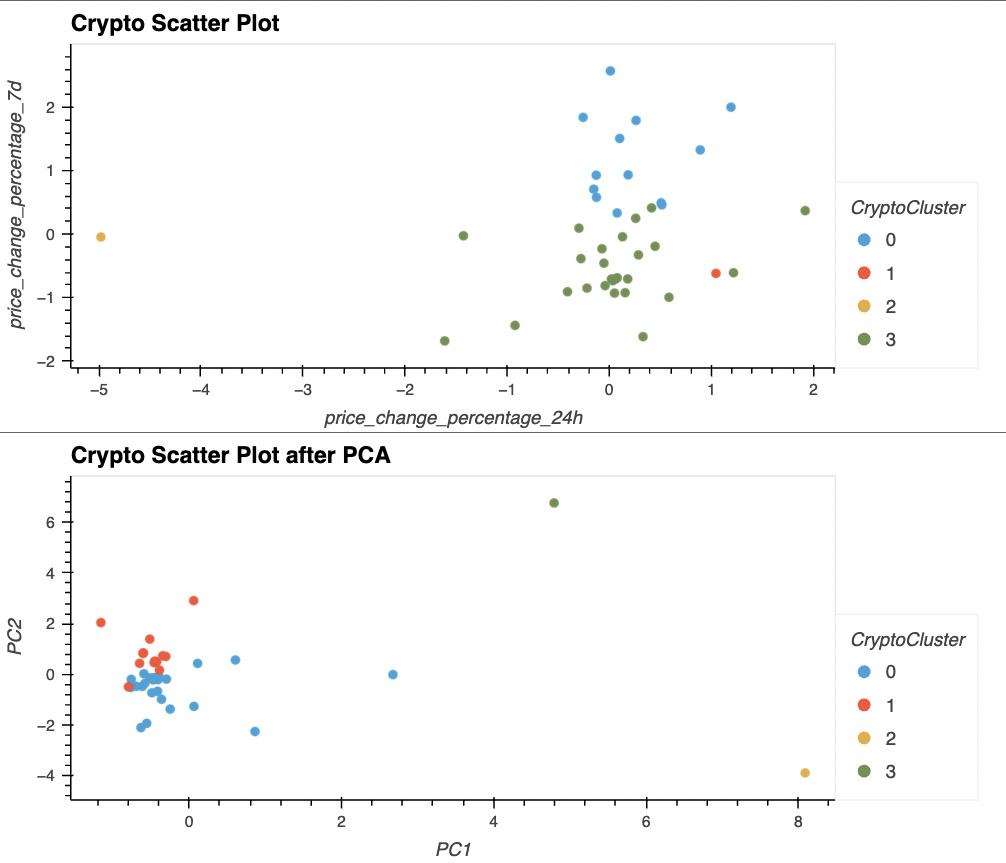 Crypto Scatter Plot
price_change_percentage_7d
2
1
0
−1
−2
−5 −4 −3 −2 −1 0 1 2
price_change_percentage_24h
CryptoCluster
0
1
2
3
Crypto Scatter Plot after PCA
PC2
6
4
2
0
−2
−4
0 2 4 6 8
PC1
CryptoCluster
0
1
2
3